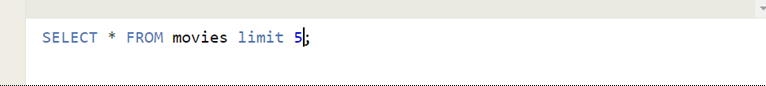 SELECT * FROM movies limit 5;